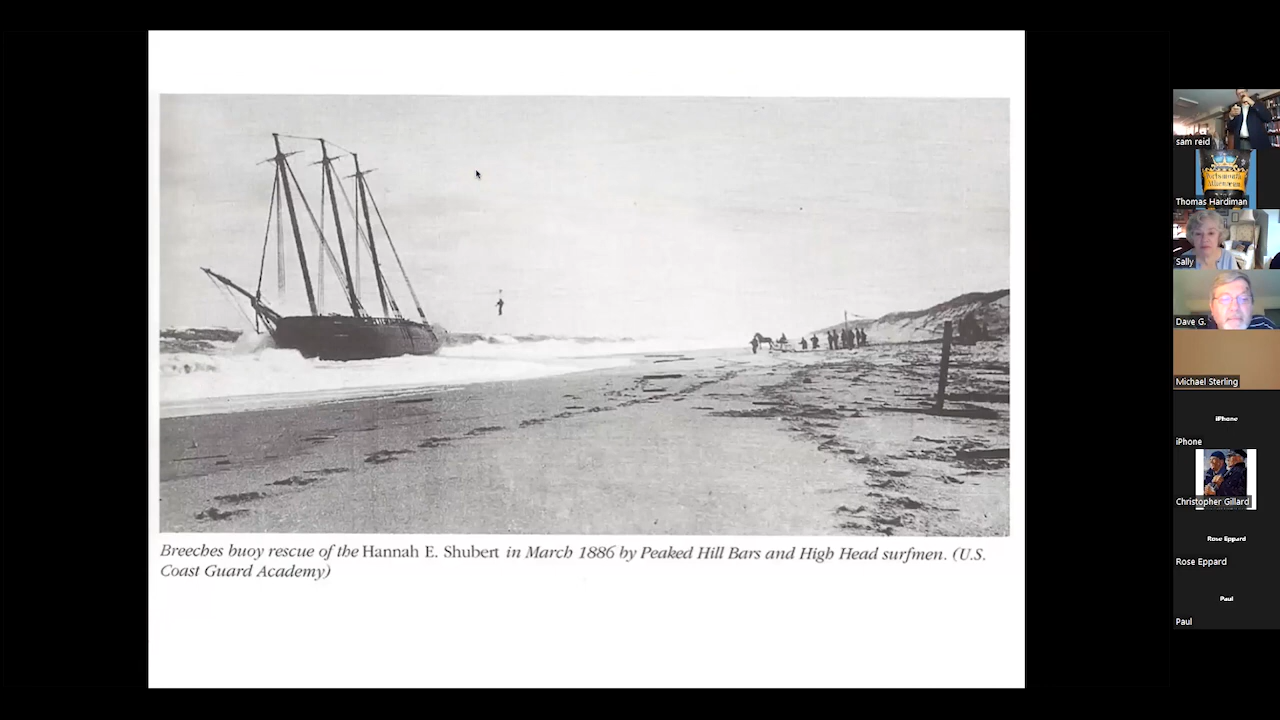 Breeches buoy rescue of the Hannah E. Shubert in March 1886 by Peaked Hill Bars and High Head surfmen. (U.S.
Coast Guard Academy)
sam reid
Portsmouth
Athenæum
Thomas Hardiman
Sally
Dave G.
Michael Sterling
iPhone
iPhone
Christopher Gillard
Rose Eppard
Rose Eppard
Paul
Paul